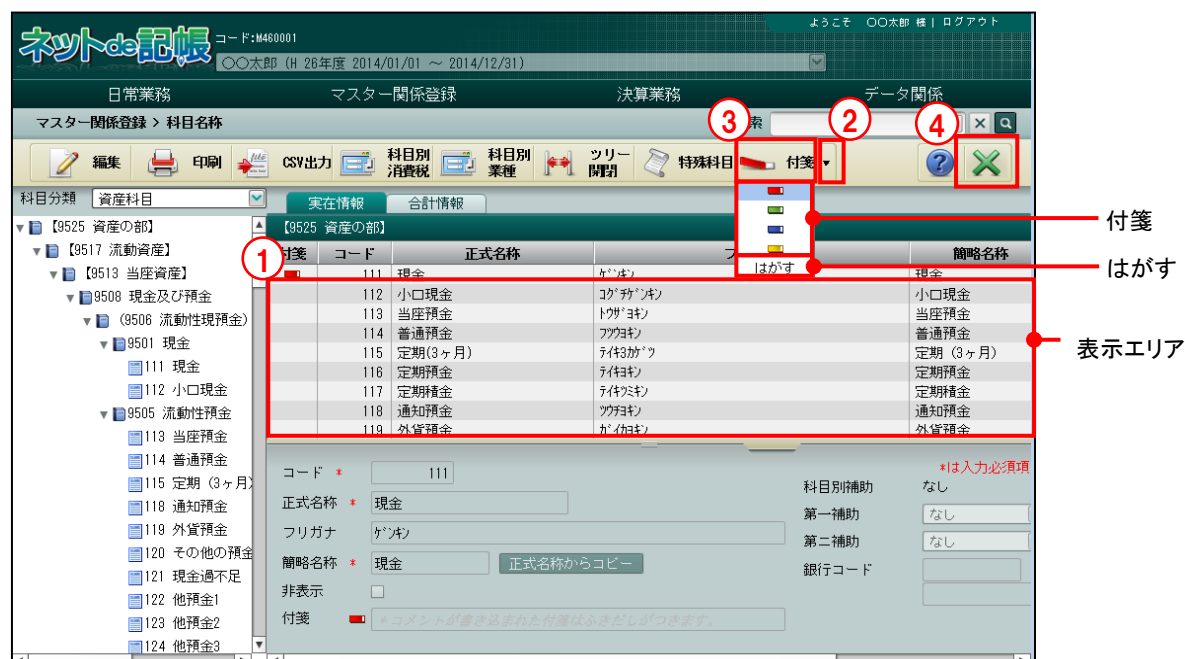 ようこそ 〇〇太郎 様 | ログアウト
ネットde記帳 コード:M460001
〇〇太郎 (H 26年度 2014/01/01 ～ 2014/12/31)
日常業務 マスター関係登録 決算業務 データ関係
マスター関係登録 > 科目名称 ③ 索 ② ④
編集 印刷 CSV出力 科目別消費税 科目別業種 ツリー開閉 特殊科目 付箋
科目分類 資産科目 実在情報 合計情報
【9525 資産の部】
付箋
はがす
表示エリア
①
【9525 資産の部】
付箋 コード 正式名称 フ 簡略名称
はがす
111 現金 ｹﾞﾝｷﾝ 現金
112 小口現金 ｺｸﾞﾁｹﾞﾝｷﾝ 小口現金
113 当座預金 ﾄｳｻﾞﾖｷﾝ 当座預金
114 普通預金 ﾌﾂｳﾖｷﾝ 普通預金
115 定期(3ヶ月) ﾃｲｷ3ｶｹﾞﾂ 定期 (3ヶ月)
116 定期預金 ﾃｲｷﾖｷﾝ 定期預金
117 定期積金 ﾃｲｷﾂﾐｷﾝ 定期積金
118 通知預金 ﾂｳﾁﾖｷﾝ 通知預金
119 外貨預金 ｶﾞｲｶﾖｷﾝ 外貨預金
【9517 流動資産】
【9513 当座資産】
9508 現金及び預金
(9506 流動性現預金)
9501 現金
111 現金
112 小口現金
9505 流動性預金
113 当座預金
114 普通預金
115 定期 (3ヶ月)
118 通知預金
119 外貨預金
120 その他の預金
121 現金過不足
122 他預金1
123 他預金2
124 他預金3
*は入力必須項
コード * 111
正式名称 * 現金
フリガナ ｹﾞﾝｷﾝ
簡略名称 * 現金 正式名称からコピー
非表示
付箋 *コメントが書き込まれた付箋はふきだしがつきます。
科目別補助 なし
第一補助 なし
第二補助 なし
銀行コード